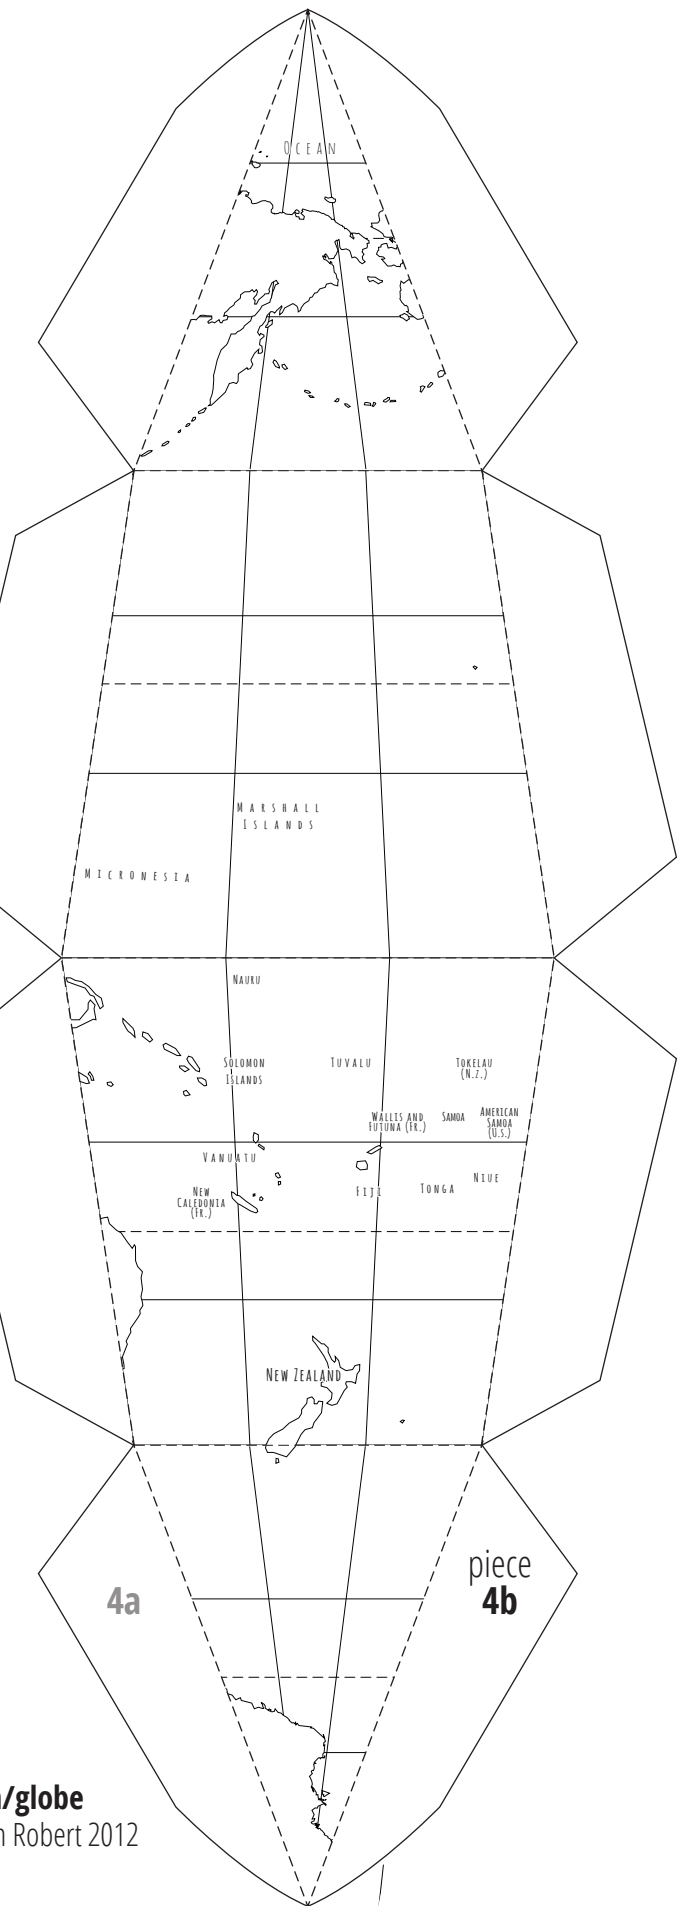 Ocean
Marshall
Islands
Micronesia
Nauru
Solomon
Islands
Tuvalu
Tokelau
(N.Z.)
Wallis and
Futuna (Fr.)
Samoa
American
Samoa
(U.S.)
Vanuatu
New
Caledonia
(Fr.)
Fiji
Tonga
Niue
New Zealand
4a
piece
4b
/globe
Robert 2012